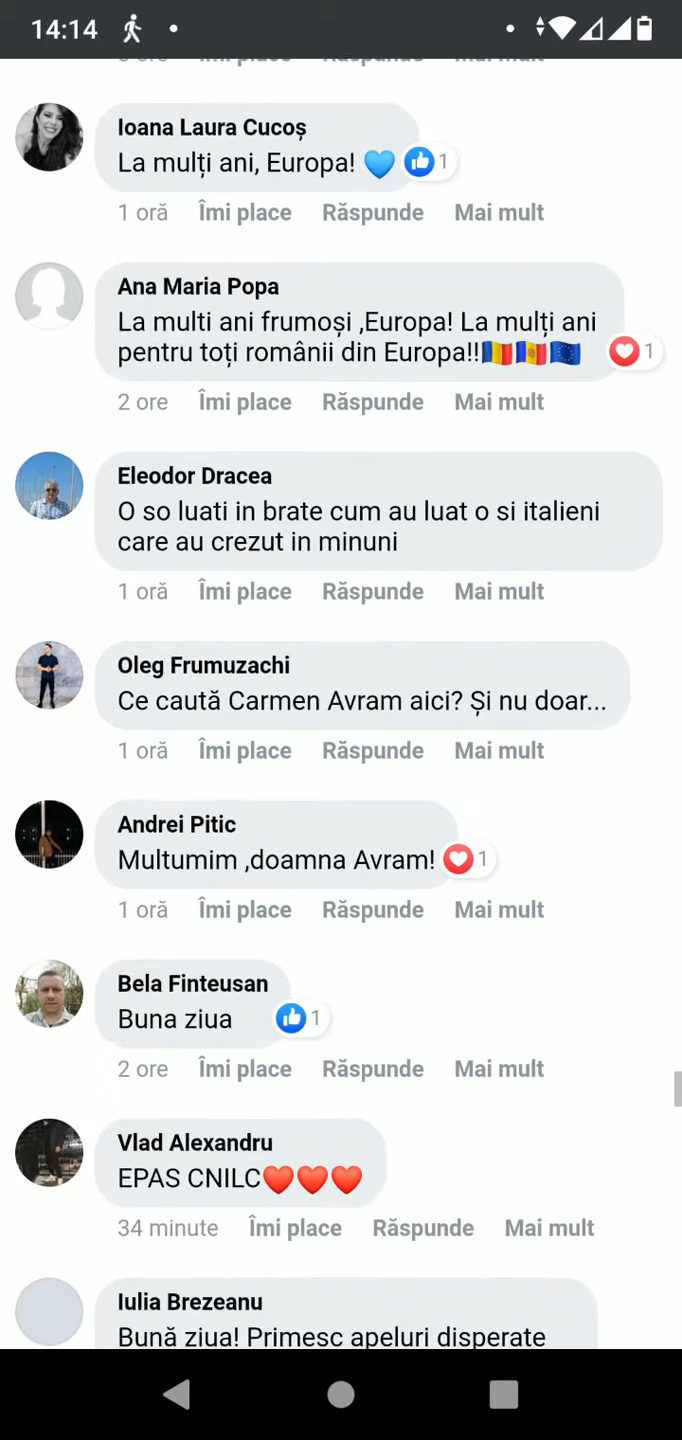 14:14
Ioana Laura Cucoș
La mulți ani, Europa! 💙 1
1 oră Îmi place Răspunde Mai mult
Ana Maria Popa
La multi ani frumoși ,Europa! La mulți ani
pentru toți românii din Europa!!🇷🇴🇲🇩🇪🇺 1
2 ore Îmi place Răspunde Mai mult
Eleodor Dracea
O so luati in brate cum au luat o si italieni
care au crezut in minuni
1 oră Îmi place Răspunde Mai mult
Oleg Frumuzachi
Ce caută Carmen Avram aici? Și nu doar...
1 oră Îmi place Răspunde Mai mult
Andrei Pitic
Multumim ,doamna Avram! 1
1 oră Îmi place Răspunde Mai mult
Bela Finteusan
Buna ziua 1
2 ore Îmi place Răspunde Mai mult
Vlad Alexandru
EPAS CNILC❤️❤️❤️
34 minute Îmi place Răspunde Mai mult
Iulia Brezeanu
Bună ziua! Primesc apeluri disperate